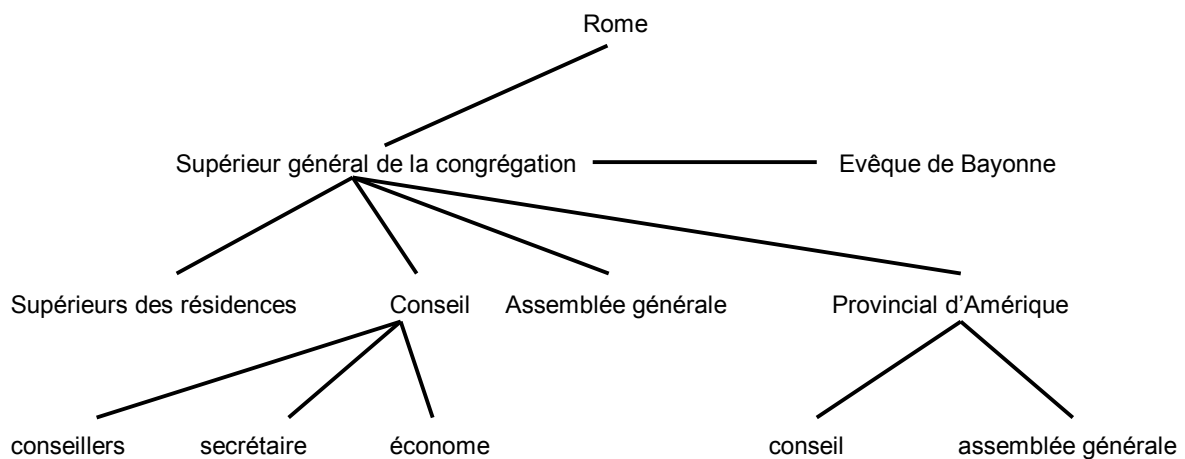 Rome
Supérieur général de la congrégation
Evêque de Bayonne
Supérieurs des résidences
Conseil
Assemblée générale
Provincial d’Amérique
conseillers
secrétaire
économe
conseil
assemblée générale